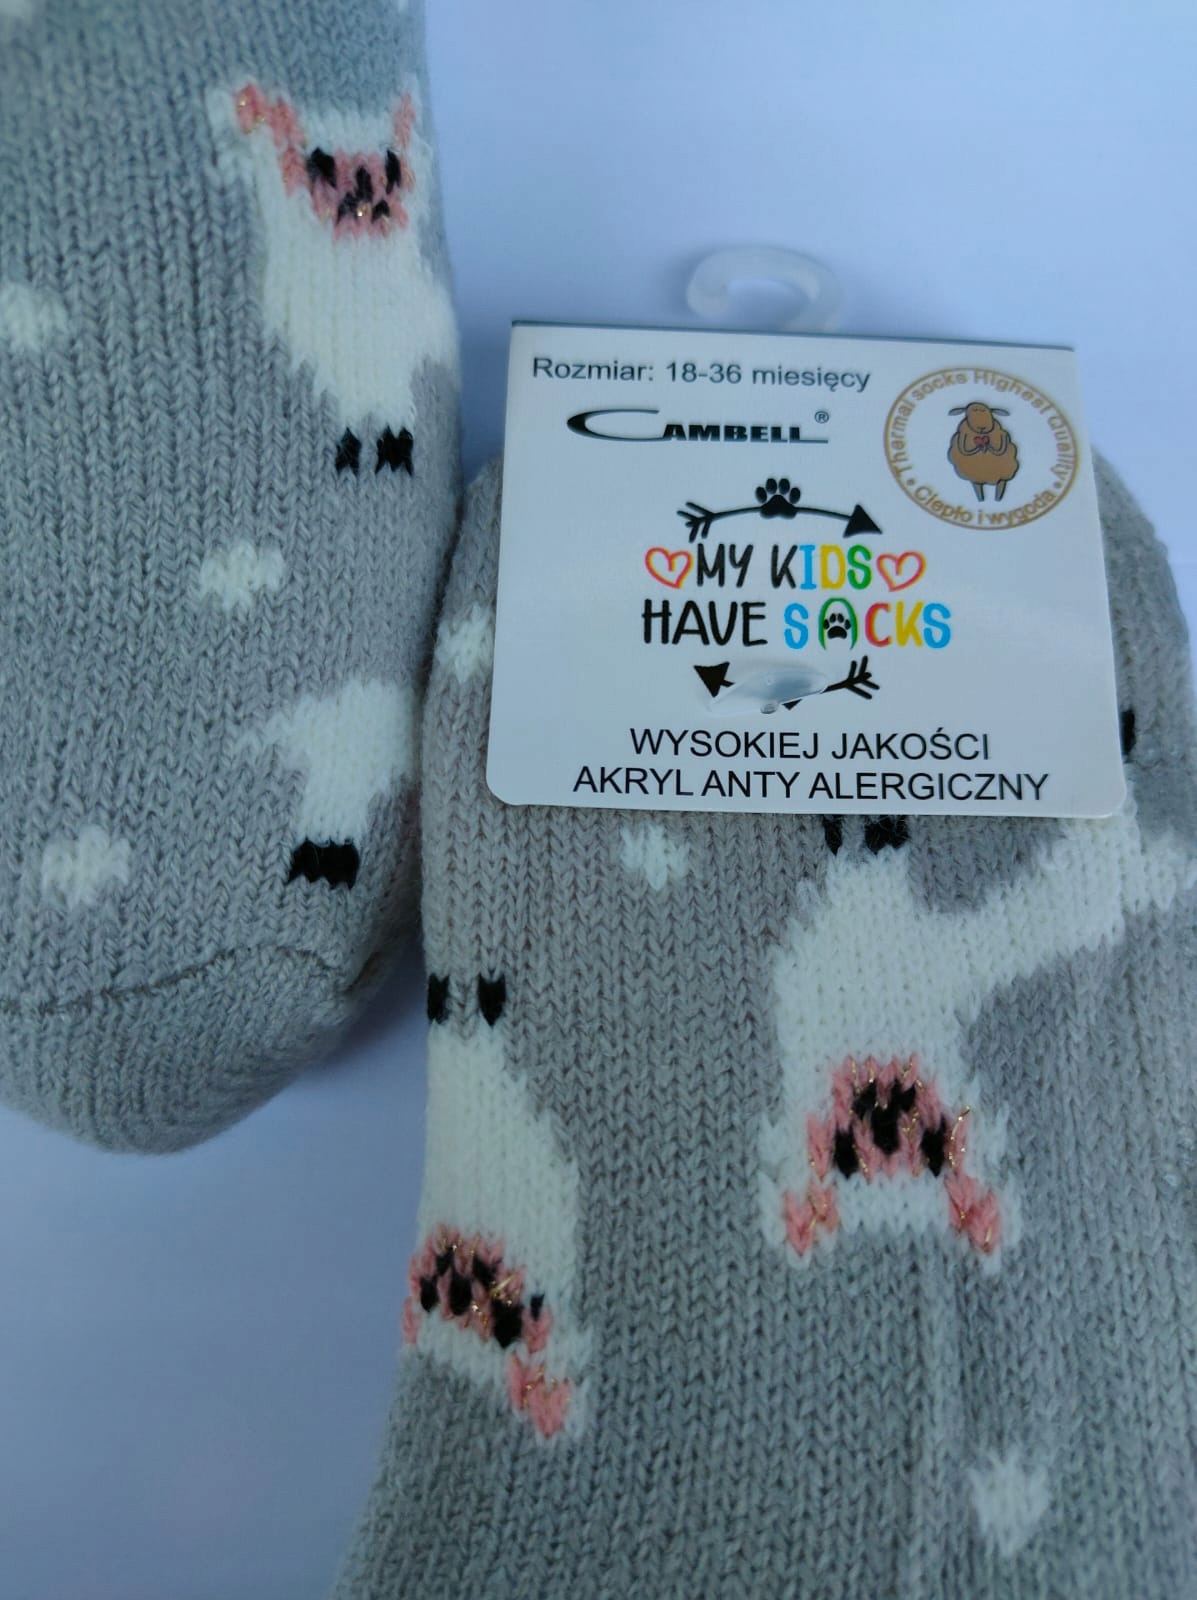 Rozmiar: 18-36 miesięcy
CAMBELL®
Thermal socks Highest Quality • Ciepło i wygoda •
MY KIDS
HAVE SOCKS
WYSOKIEJ JAKOŚCI
AKRYL ANTY ALERGICZNY